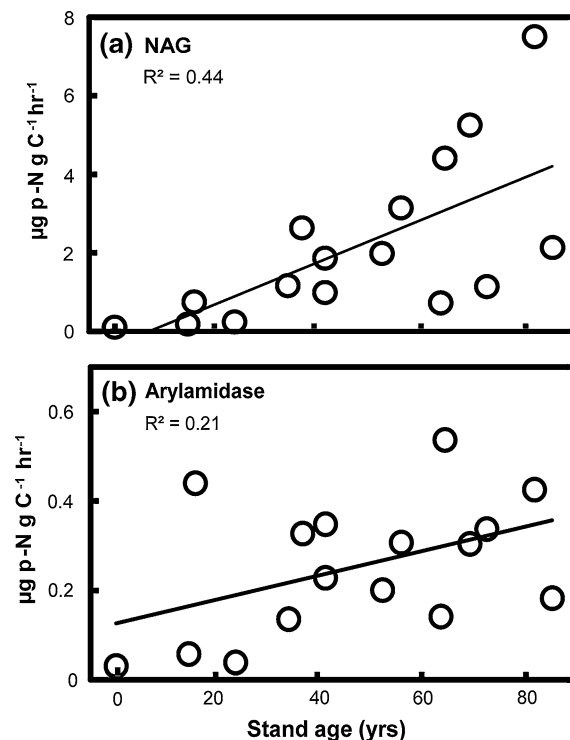 (a) NAG
R² = 0.44
µg p-N g C⁻¹ hr⁻¹
8
6
4
2
0
(b) Arylamidase
R² = 0.21
µg p-N g C⁻¹ hr⁻¹
0.6
0.4
0.2
0
0 20 40 60 80
Stand age (yrs)